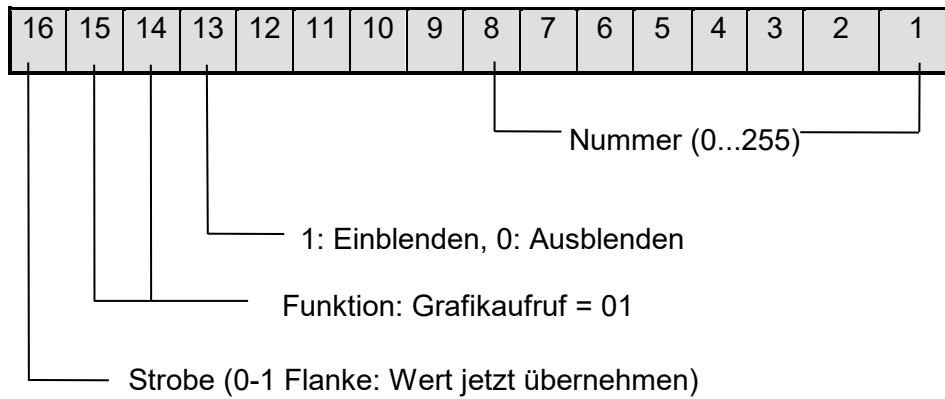 16 15 14 13 12 11 10 9 8 7 6 5 4 3 2 1
Nummer (0...255)
1: Einblenden, 0: Ausblenden
Funktion: Grafikaufruf = 01
Strobe (0-1 Flanke: Wert jetzt übernehmen)